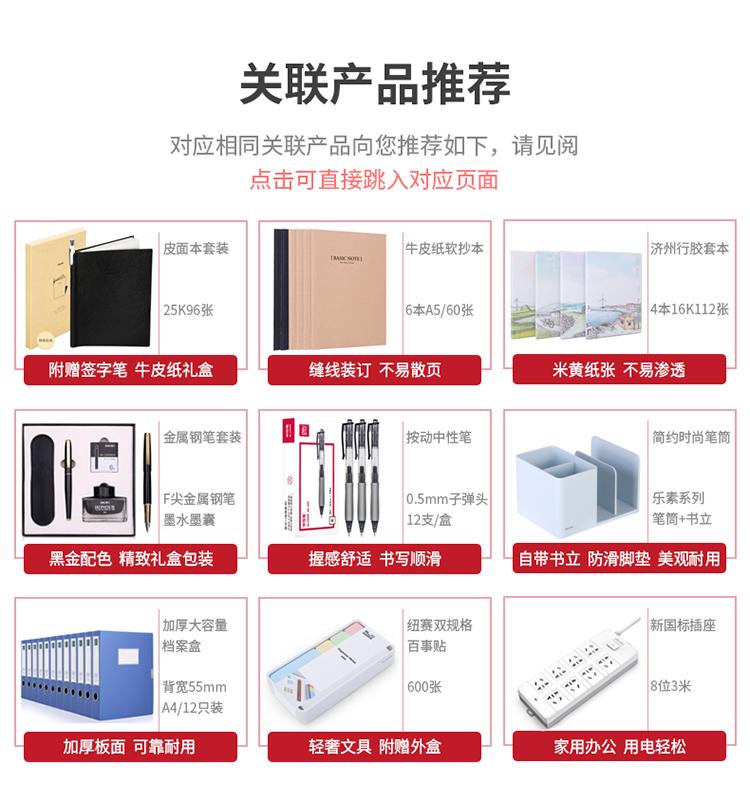 关联产品推荐
对应相同关联产品向您推荐如下，请见阅
点击可直接跳入对应页面
皮面本套装
25K96张
附赠签字笔 牛皮纸礼盒
[BASIC NOTE]
牛皮纸软抄本
6本A5/60张
缝线装订 不易散页
济州行胶套本
4本16K112张
米黄纸张 不易渗透
金属钢笔套装
F尖金属钢笔
墨水墨囊
黑金配色 精致礼盒包装
按动中性笔
0.5mm子弹头
12支/盒
握感舒适 书写顺滑
简约时尚笔筒
乐素系列
笔筒+书立
自带书立 防滑脚垫 美观耐用
加厚大容量
档案盒
背宽55mm
A4/12只装
加厚板面 可靠耐用
纽赛双规格
百事贴
600张
轻奢文具 附赠外盒
新国标插座
8位3米
家用办公 用电轻松